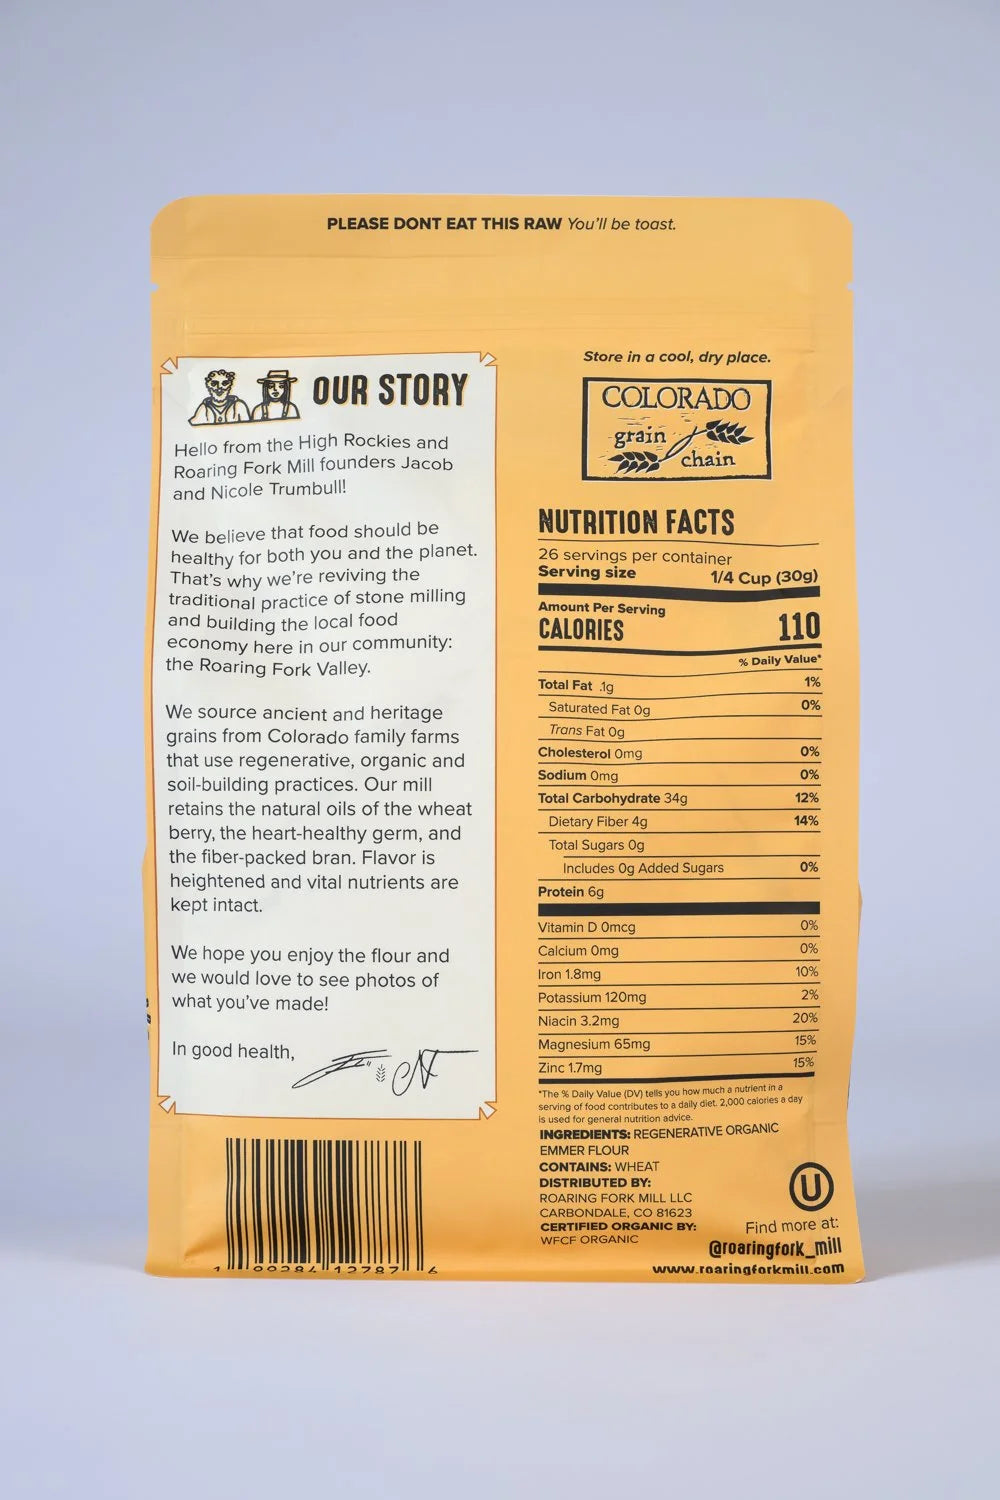 PLEASE DONT EAT THIS RAW You'll be toast.
OUR STORY
Hello from the High Rockies and
Roaring Fork Mill founders Jacob
and Nicole Trumbull!
We believe that food should be
healthy for both you and the planet.
That's why we're reviving the
traditional practice of stone milling
and building the local food
economy here in our community:
the Roaring Fork Valley.
We source ancient and heritage
grains from Colorado family farms
that use regenerative, organic and
soil-building practices. Our mill
retains the natural oils of the wheat
berry, the heart-healthy germ, and
the fiber-packed bran. Flavor is
heightened and vital nutrients are
kept intact.
We hope you enjoy the flour and
we would love to see photos of
what you've made!
In good health,
Store in a cool, dry place.
COLORADO
grain
chain
NUTRITION FACTS
26 servings per container
Serving size 1/4 Cup (30g)
Amount Per Serving
CALORIES 110
% Daily Value*
Total Fat .1g 1%
Saturated Fat 0g 0%
Trans Fat 0g
Cholesterol 0mg 0%
Sodium 0mg 0%
Total Carbohydrate 34g 12%
Dietary Fiber 4g 14%
Total Sugars 0g
Includes 0g Added Sugars 0%
Protein 6g
Vitamin D 0mcg 0%
Calcium 0mg 0%
Iron 1.8mg 10%
Potassium 120mg 2%
Niacin 3.2mg 20%
Magnesium 65mg 15%
Zinc 1.7mg 15%
*The % Daily Value (DV) tells you how much a nutrient in a
serving of food contributes to a daily diet. 2,000 calories a day
is used for general nutrition advice.
INGREDIENTS: REGENERATIVE ORGANIC
EMMER FLOUR
CONTAINS: WHEAT
DISTRIBUTED BY:
ROARING FORK MILL LLC
CARBONDALE, CO 81623
CERTIFIED ORGANIC BY:
WFCF ORGANIC
U
Find more at:
@roaringfork_mill
www.roaringforkmill.com
1 99284 12787 6